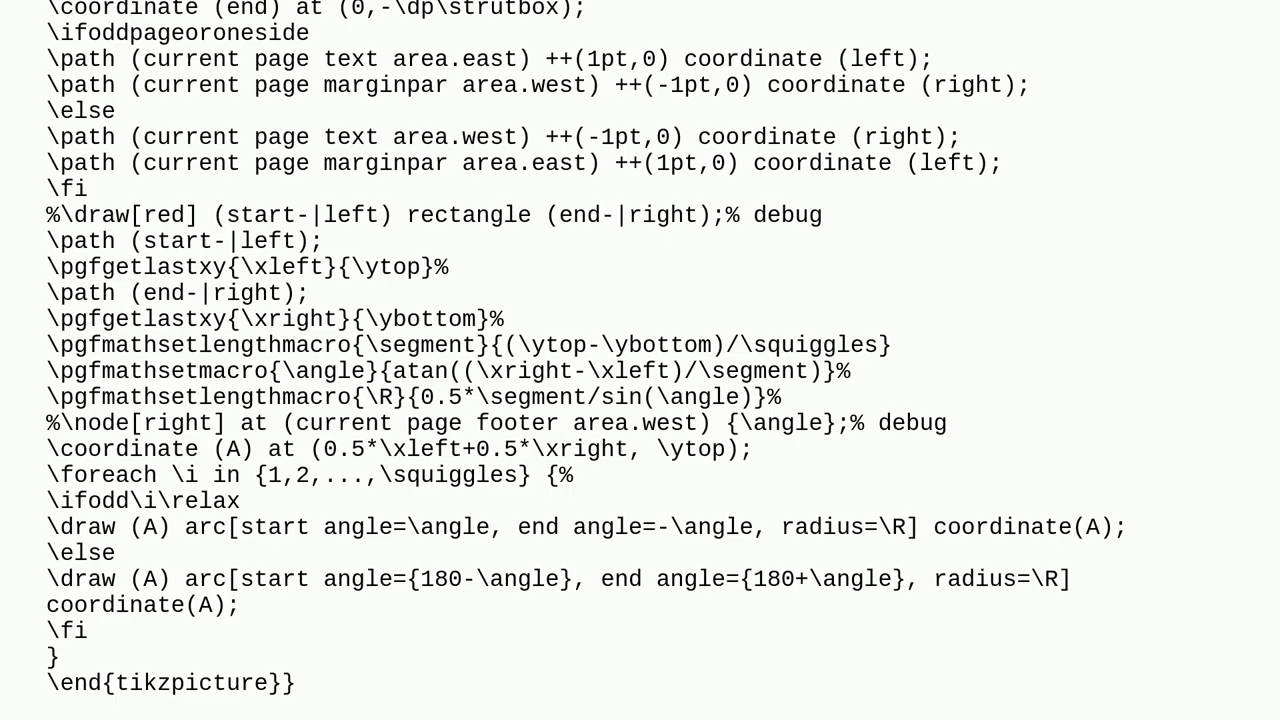 \coordinate (end) at (0,-\dp\strutbox);
\ifoddpageoroneside
\path (current page text area.east) ++(1pt,0) coordinate (left);
\path (current page marginpar area.west) ++(-1pt,0) coordinate (right);
\else
\path (current page text area.west) ++(-1pt,0) coordinate (right);
\path (current page marginpar area.east) ++(1pt,0) coordinate (left);
\fi
%\draw[red] (start-|left) rectangle (end-|right);% debug
\path (start-|left);
\pgfgetlastxy{\xleft}{\ytop}%
\path (end-|right);
\pgfgetlastxy{\xright}{\ybottom}%
\pgfmathsetlengthmacro{\segment}{(\ytop-\ybottom)/\squiggles}
\pgfmathsetmacro{\angle}{atan((\xright-\xleft)/\segment)}%
\pgfmathsetlengthmacro{\R}{0.5*\segment/sin(\angle)}%
%\node[right] at (current page footer area.west) {\angle};% debug
\coordinate (A) at (0.5*\xleft+0.5*\xright, \ytop);
\foreach \i in {1,2,...,\squiggles} {%
\ifodd\i\relax
\draw (A) arc[start angle=\angle, end angle=-\angle, radius=\R] coordinate(A);
\else
\draw (A) arc[start angle={180-\angle}, end angle={180+\angle}, radius=\R]
coordinate(A);
\fi
}
\end{tikzpicture}}